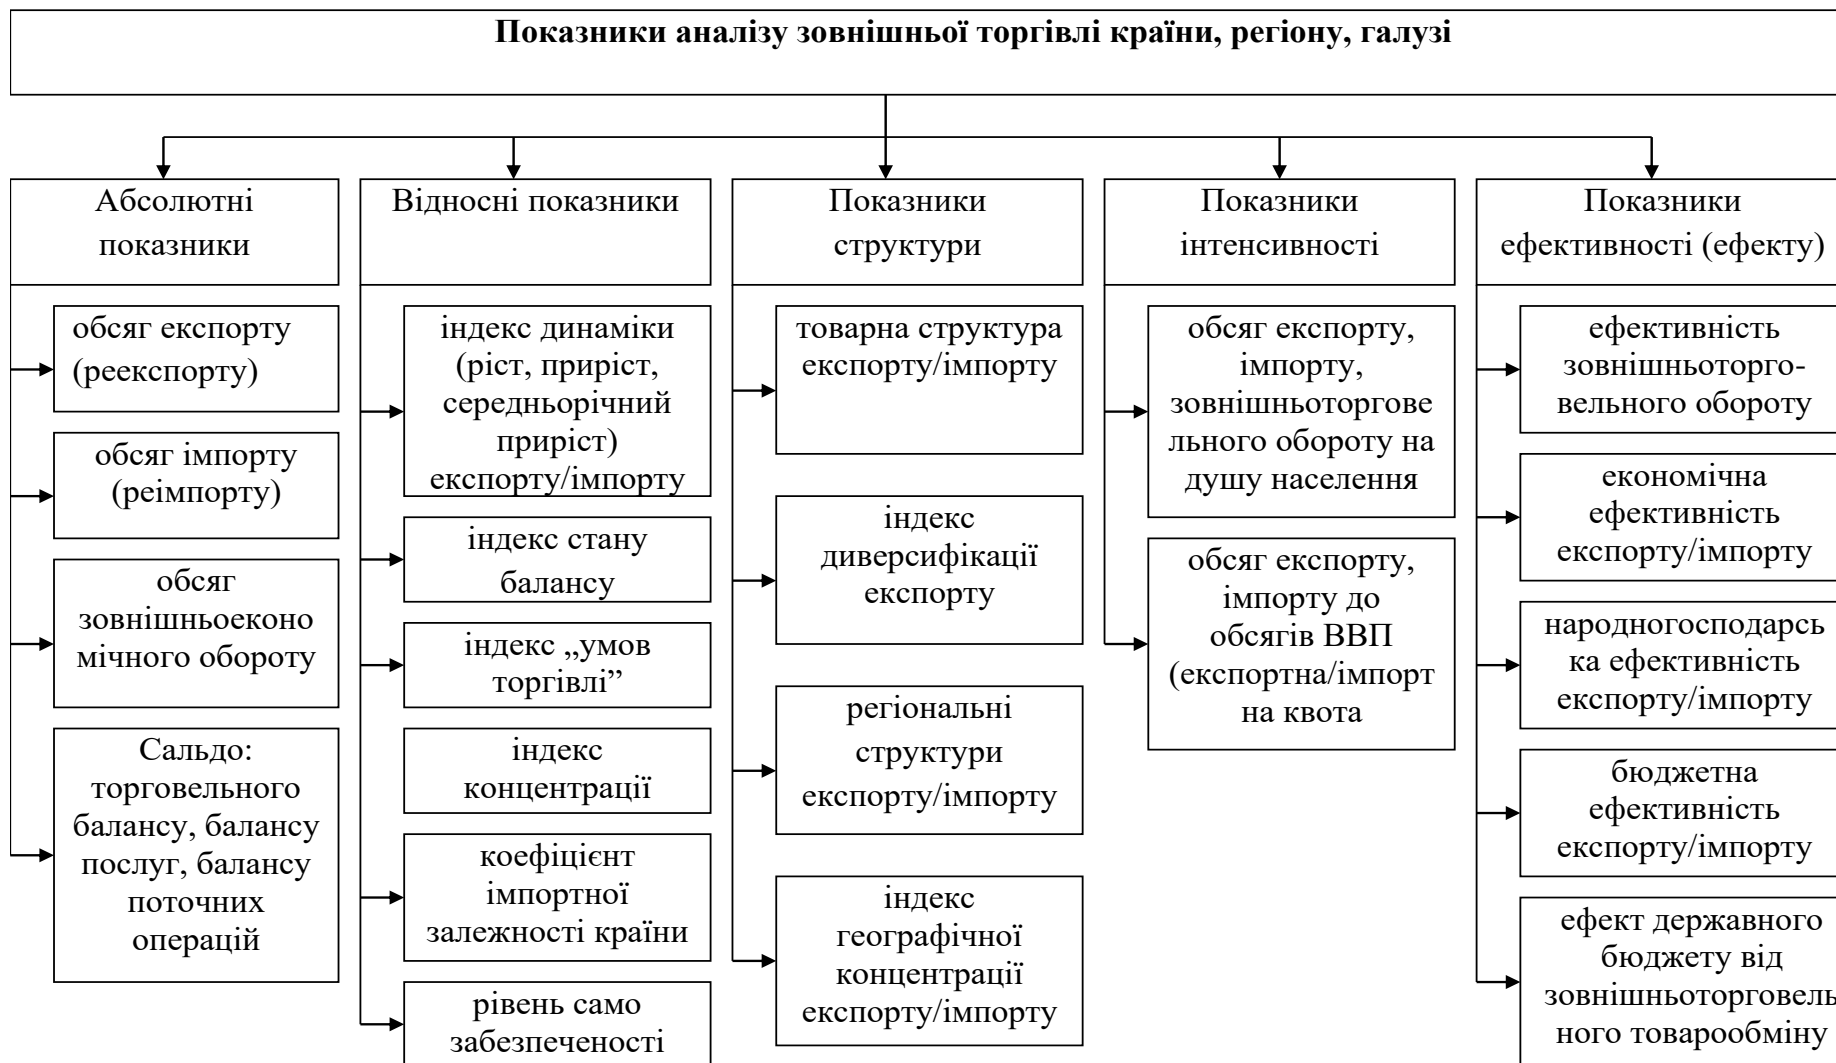 Показники аналізу зовнішньої торгівлі країни, регіону, галузі
Абсолютні
показники
обсяг експорту
(реекспорту)
обсяг імпорту
(реімпорту)
обсяг
зовнішньоеконо
мічного обороту
Сальдо:
торговельного
балансу, балансу
послуг, балансу
поточних
операцій
Відносні показники
індекс динаміки
(ріст, приріст,
середньорічний
приріст)
експорту/імпорту
індекс стану
балансу
індекс „умов
торгівлі”
індекс
концентрації
коефіцієнт
імпортної
залежності країни
рівень само
забезпеченості
Показники
структури
товарна структура
експорту/імпорту
індекс
диверсифікації
експорту
регіональні
структури
експорту/імпорту
індекс
географічної
концентрації
експорту/імпорту
Показники
інтенсивності
обсяг експорту,
імпорту,
зовнішньоторгове
льного обороту на
душу населення
обсяг експорту,
імпорту до
обсягів ВВП
(експортна/імпорт
на квота
Показники
ефективності (ефекту)
ефективність
зовнішньоторго-
вельного обороту
економічна
ефективність
експорту/імпорту
народногосподарсь
ка ефективність
експорту/імпорту
бюджетна
ефективність
експорту/імпорту
ефект державного
бюджету від
зовнішньоторговель
ного товарообміну